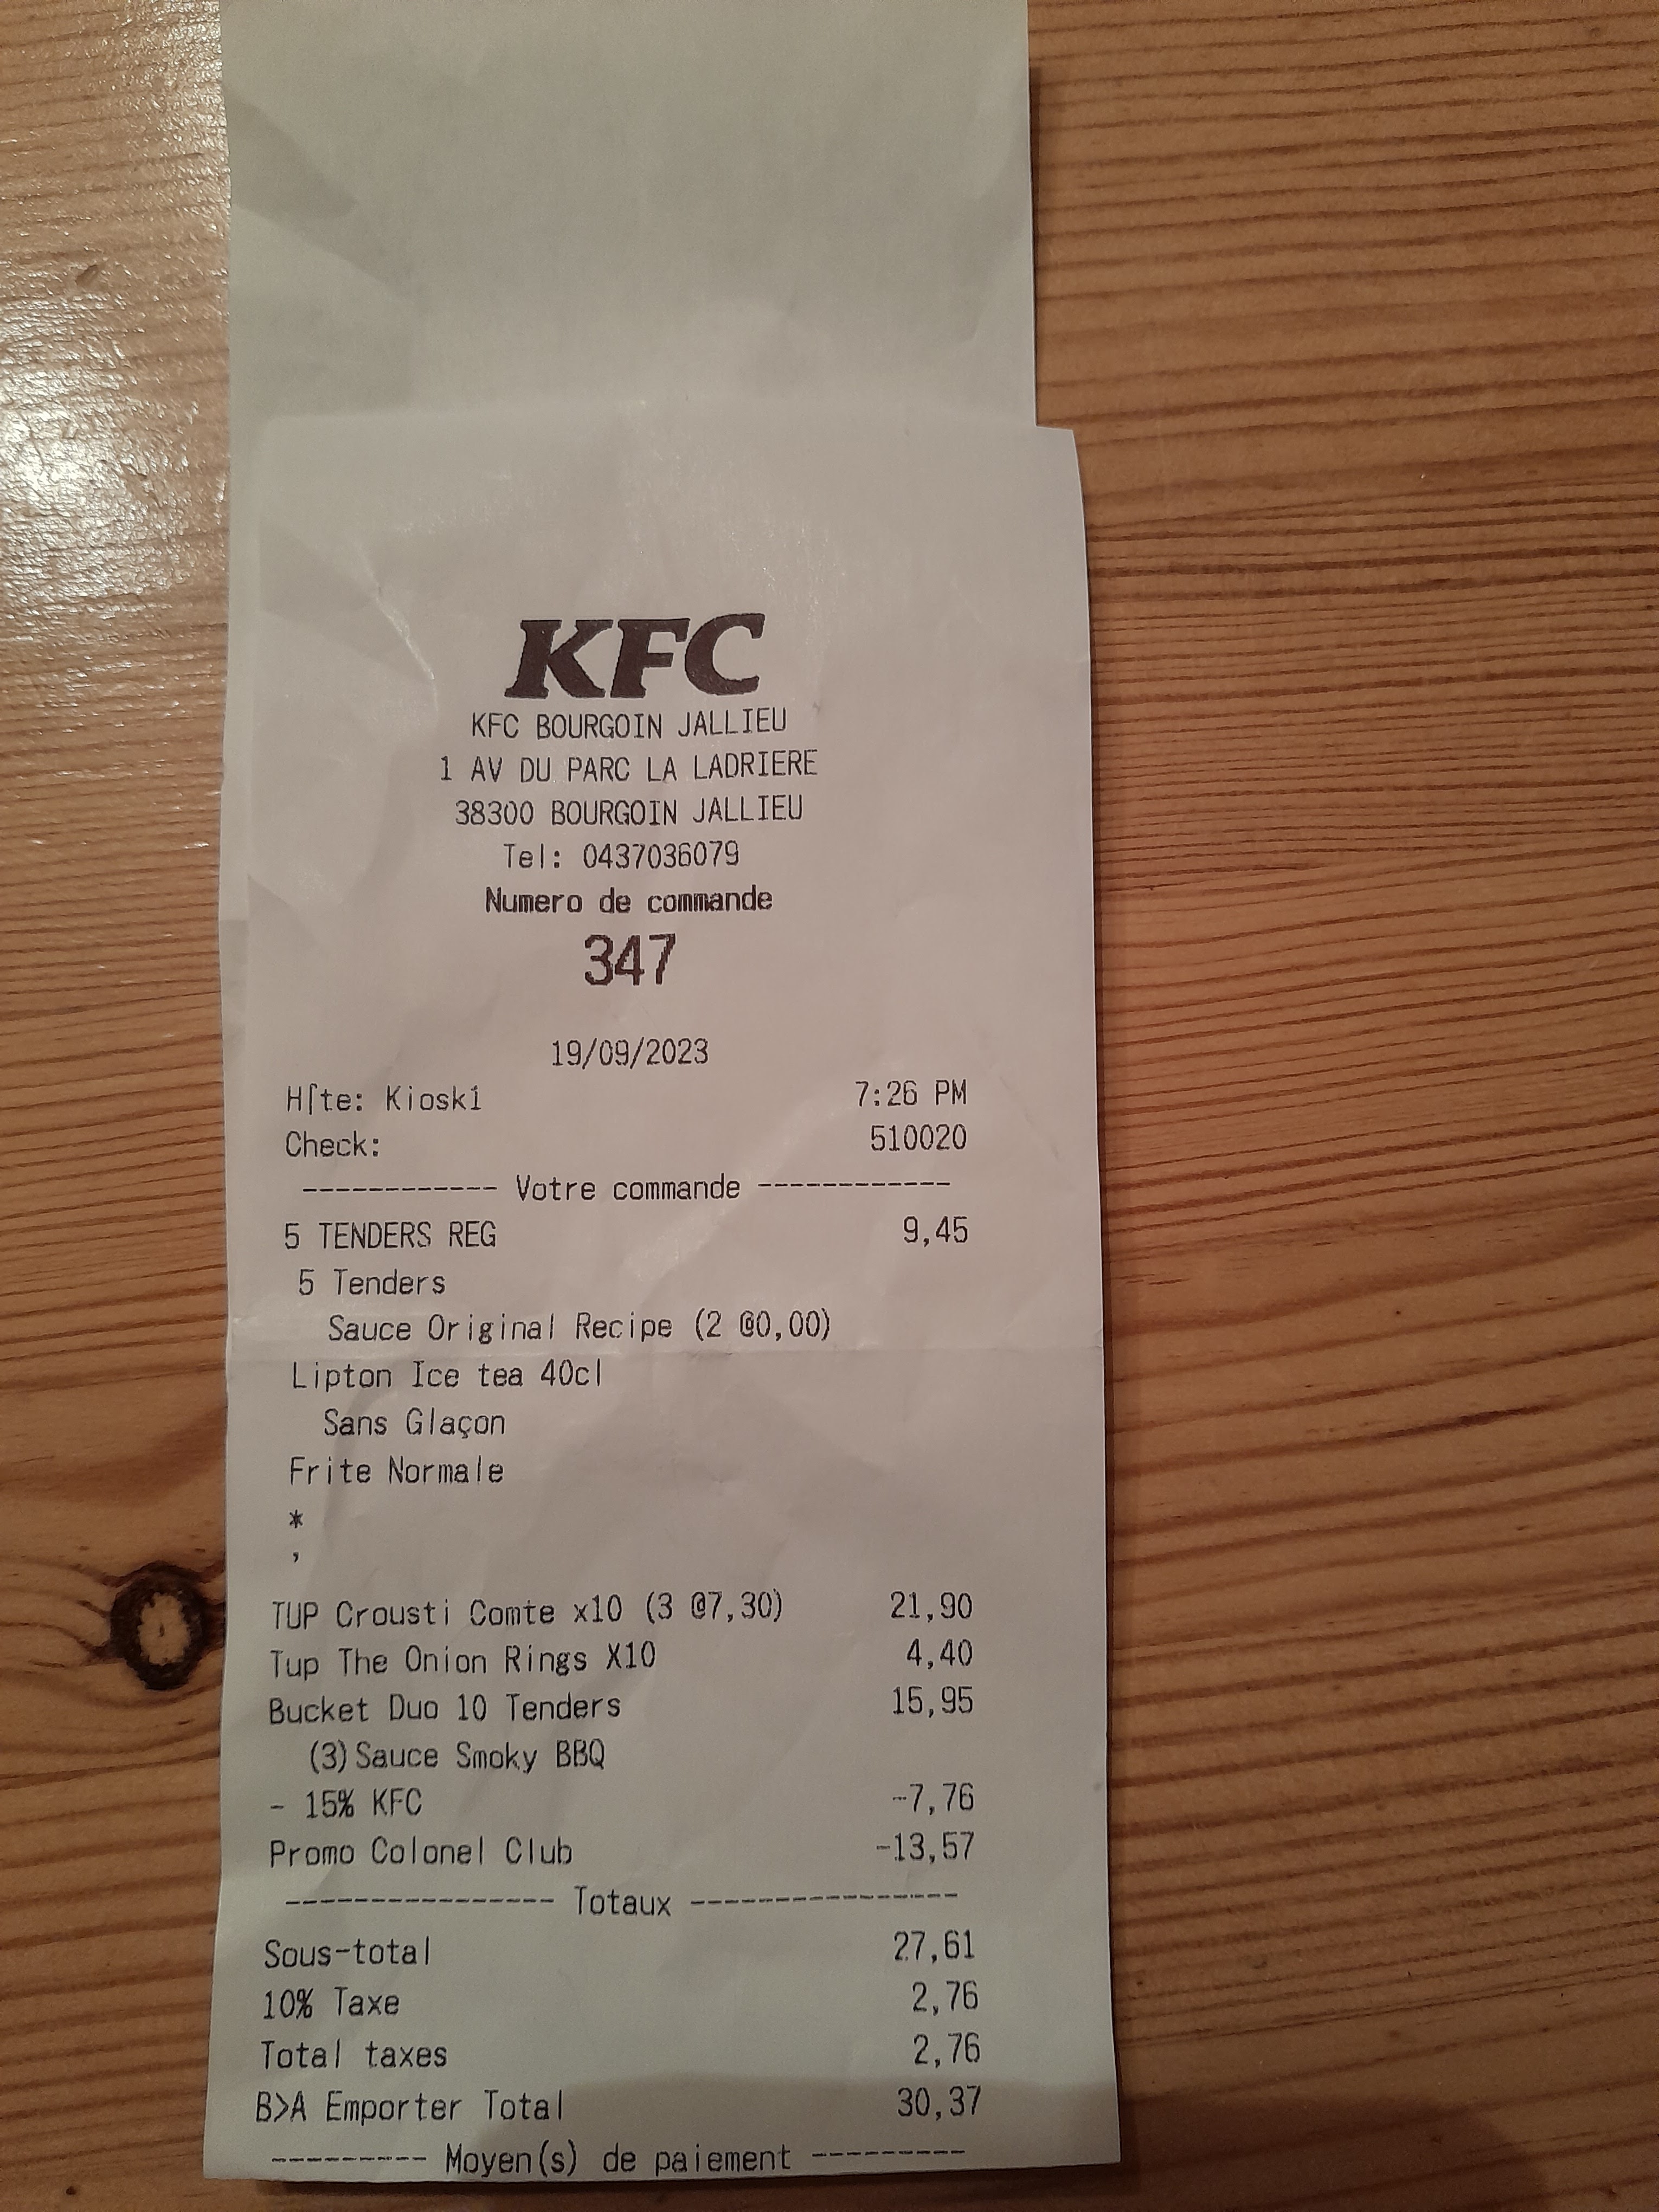 KFC
KFC BOURGOIN JALLIEU
1 AV DU PARC LA LADRIERE
38300 BOURGOIN JALLIEU
Tel: 0437036079
Numero de commande
347
19/09/2023
H⌠te: Kiosk1 7:26 PM
Check: 510020
------------ Votre commande ------------
5 TENDERS REG 9,45
5 Tenders
Sauce Original Recipe (2 @0,00)
Lipton Ice tea 40cl
Sans Glaçon
Frite Normale
*
,
TUP Crousti Comte x10 (3 @7,30) 21,90
Tup The Onion Rings X10 4,40
Bucket Duo 10 Tenders 15,95
(3)Sauce Smoky BBQ
- 15% KFC -7,76
Promo Colonel Club -13,57
---------------- Totaux ----------------
Sous-total 27,61
10% Taxe 2,76
Total taxes 2,76
B>A Emporter Total 30,37
---------- Moyen(s) de paiement ----------